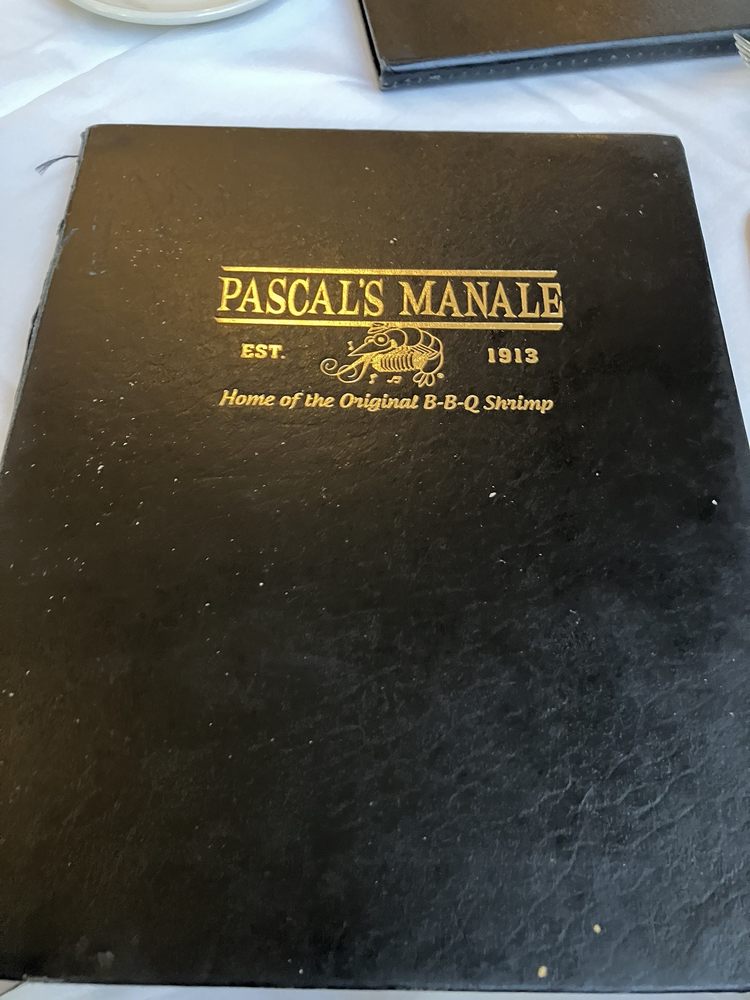 PASCAL'S MANALE
EST. 1913
Home of the Original B-B-Q Shrimp